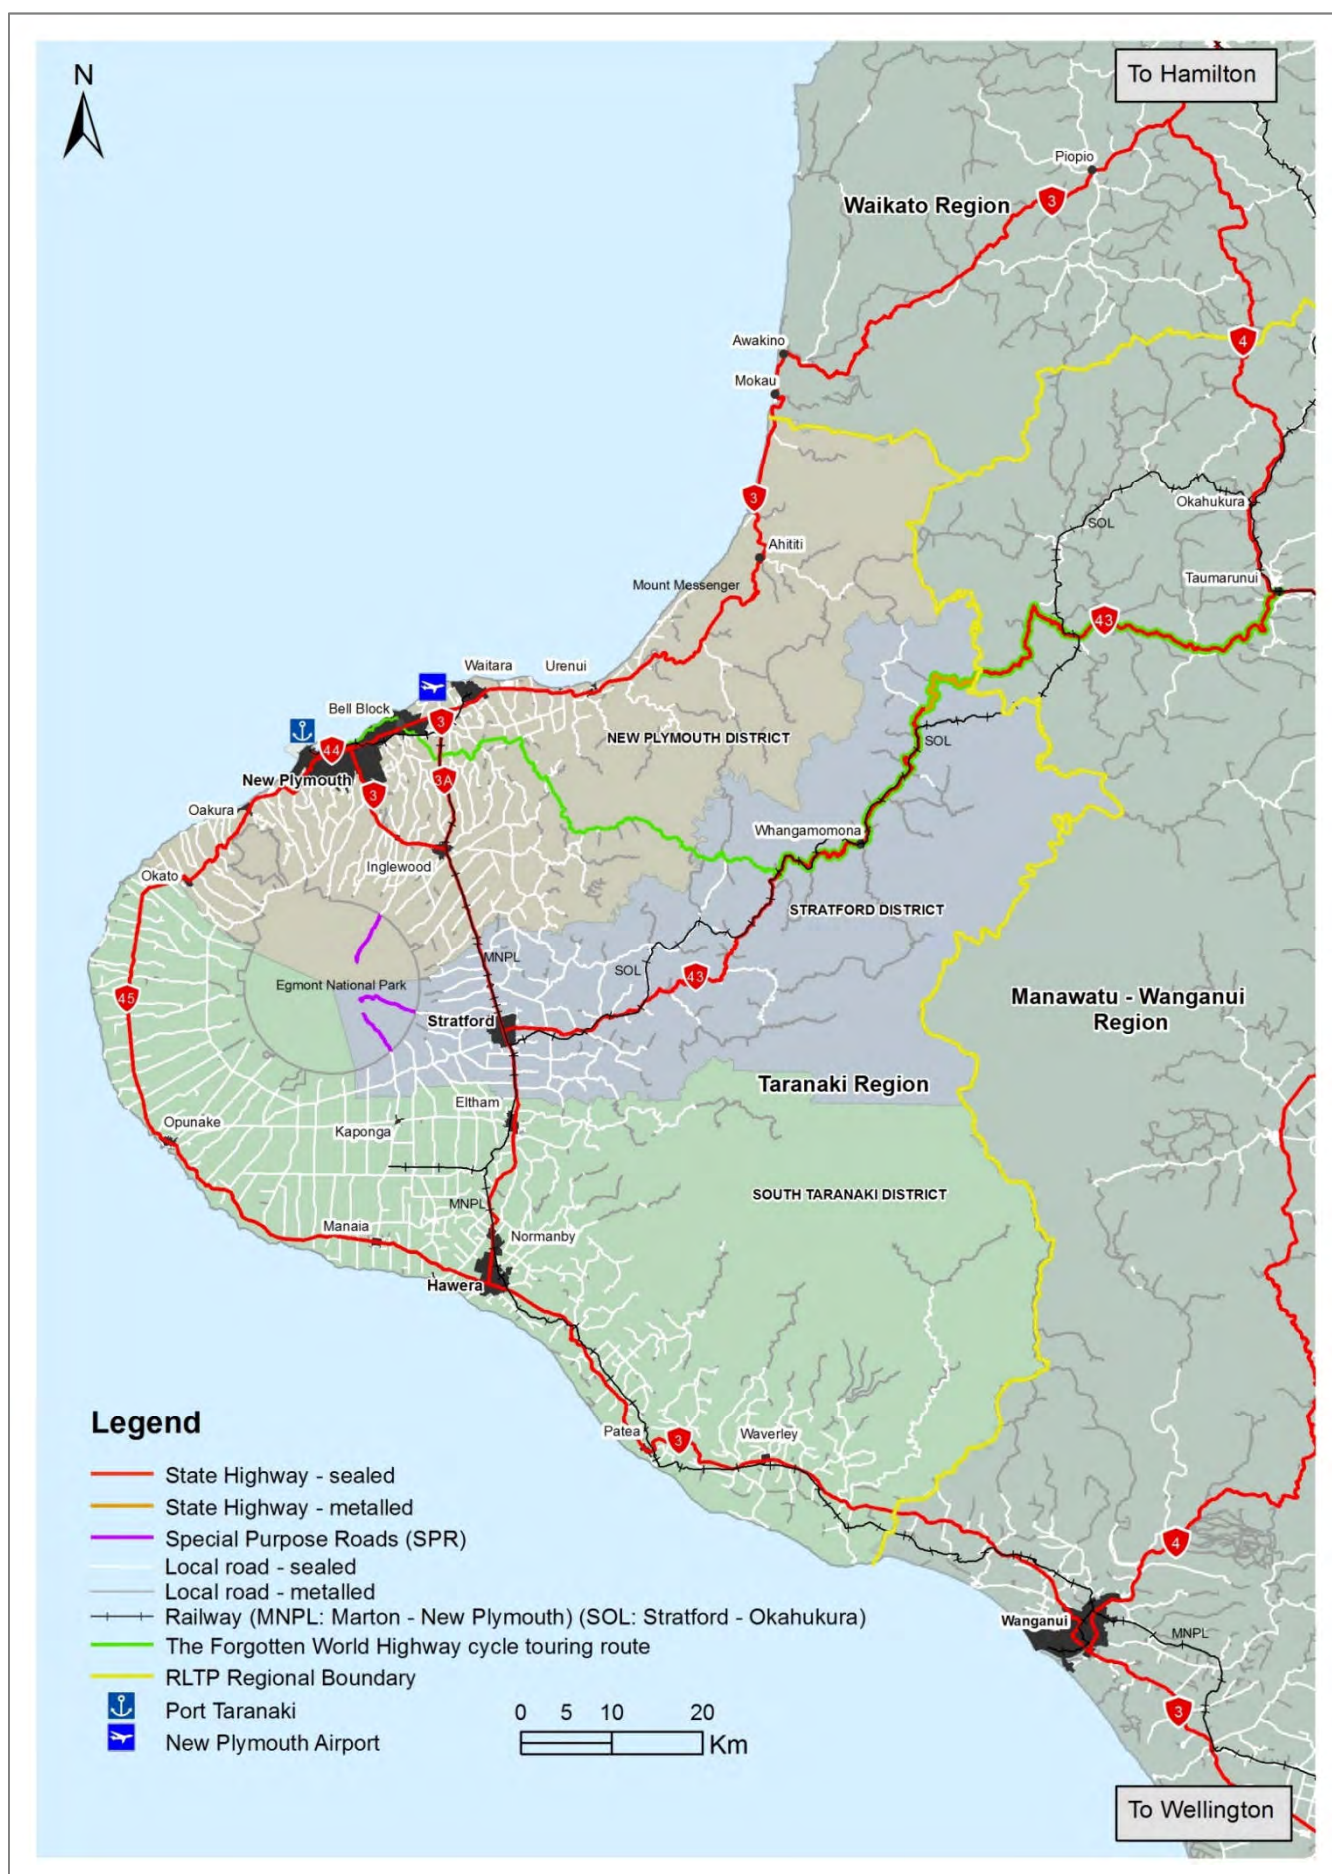 N
To Hamilton
Piopio
3
Waikato Region
Awakino
4
Mokau
3
Okahukura
SOL
Ahititi
Taumarunui
Mount Messenger
43
Waitara
Urenui
Bell Block
3
SOL
NEW PLYMOUTH DISTRICT
44
New Plymouth
3A
3
Oakura
Whangamomona
Inglewood
Okato
STRATFORD DISTRICT
MNPL
SOL
43
Egmont National Park
45
Manawatu - Wanganui
Region
Stratford
Taranaki Region
Eltham
Opunake
Kaponga
SOUTH TARANAKI DISTRICT
MNPL
Manaia
Normanby
Hawera
Legend
Patea
3
Waverley
State Highway - sealed
State Highway - metalled
Special Purpose Roads (SPR)
4
Local road - sealed
Local road - metalled
Railway (MNPL: Marton - New Plymouth) (SOL: Stratford - Okahukura)
Wanganui
MNPL
The Forgotten World Highway cycle touring route
RLTP Regional Boundary
Port Taranaki
0 5 10 20
3
New Plymouth Airport
Km
To Wellington